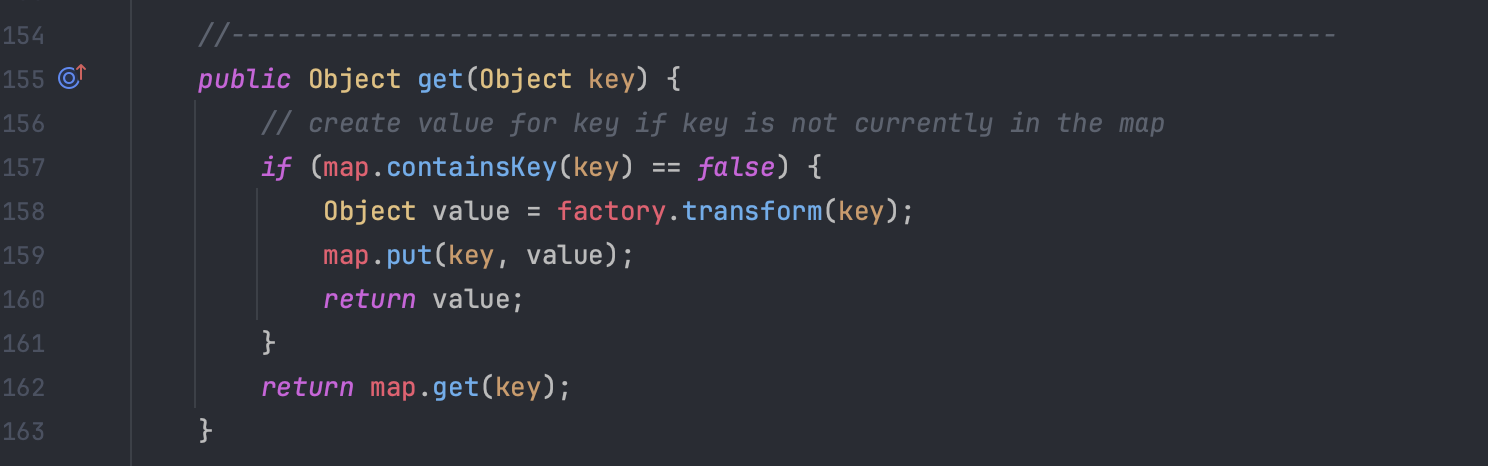 154 //-----------------------------------------------------------------------
155 public Object get(Object key) {
156 // create value for key if key is not currently in the map
157 if (map.containsKey(key) == false) {
158 Object value = factory.transform(key);
159 map.put(key, value);
160 return value;
161 }
162 return map.get(key);
163 }